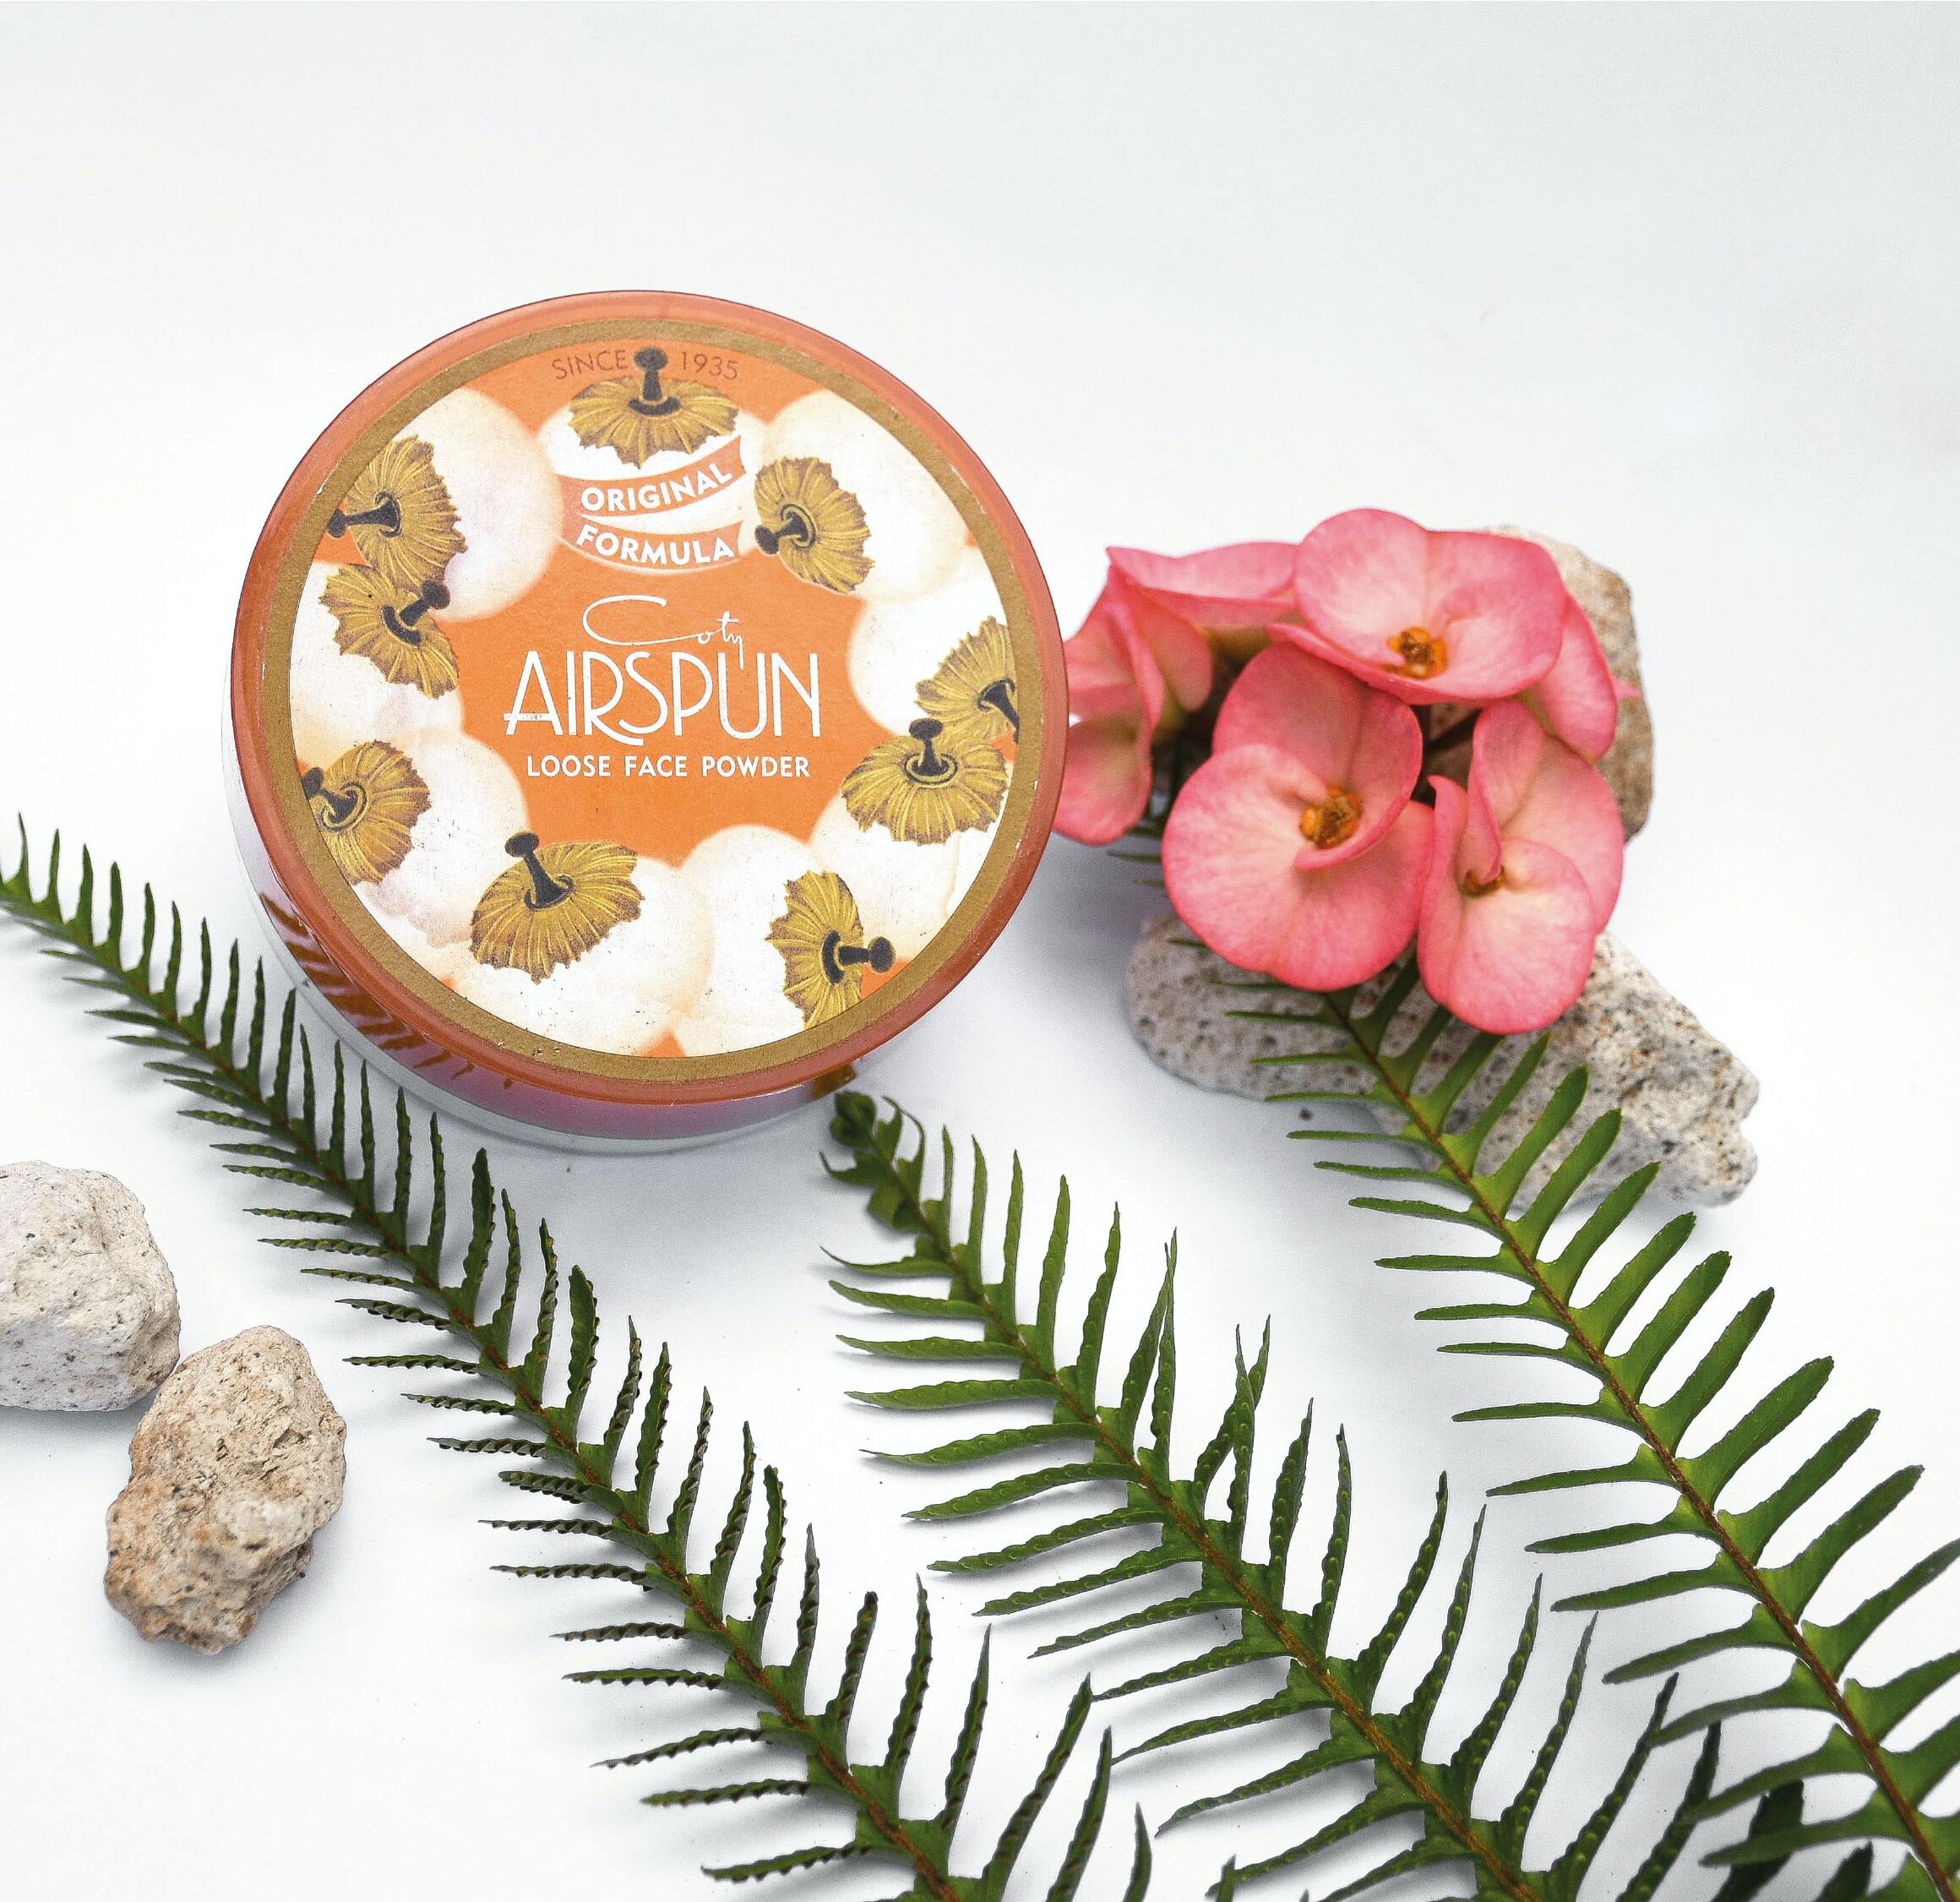 SINCE 1935
ORIGINAL
FORMULA
Coty
AIRSPUN
LOOSE FACE POWDER